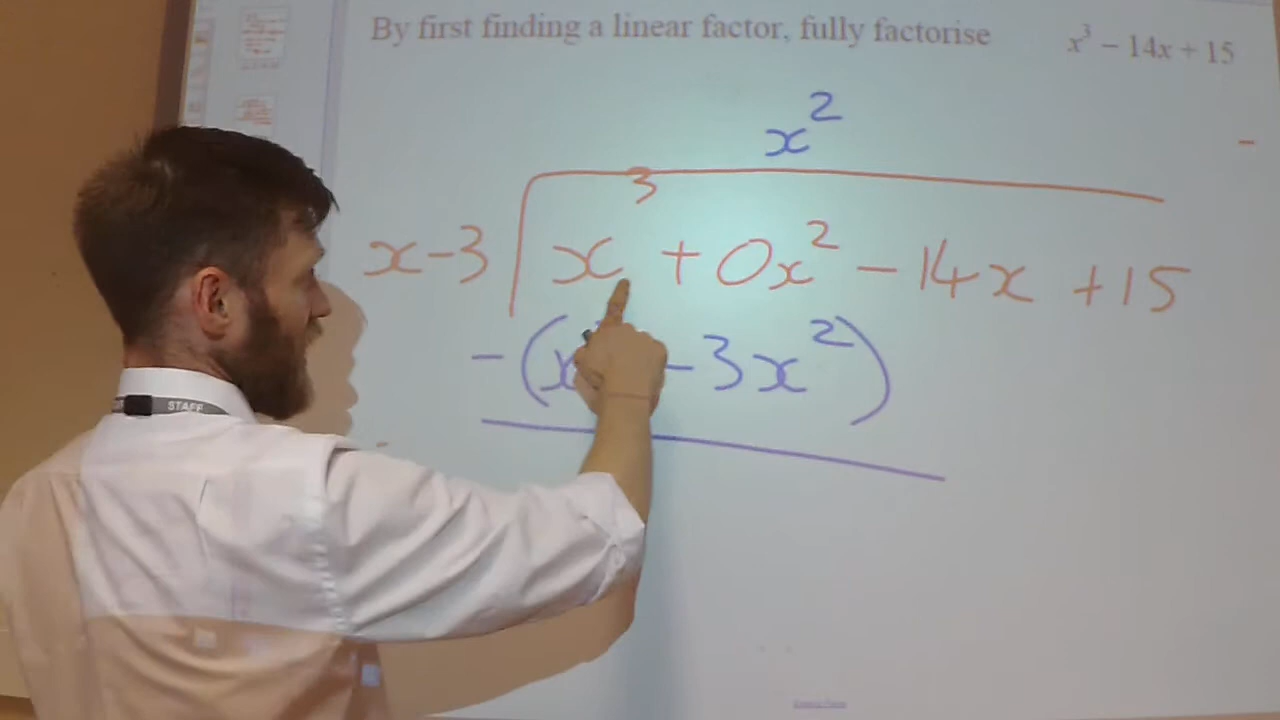 By first finding a linear factor, fully factorise x³ − 14x + 15
x²
x-3 x³ + 0x² − 14x + 15
−(x − 3x²)
STAFF